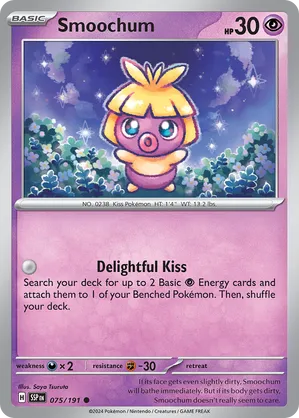 BASIC
Smoochum
HP 30
NO. 0238 Kiss Pokémon HT: 1'4" WT: 13.2 lbs.
Delightful Kiss
Search your deck for up to 2 Basic Energy cards and
attach them to 1 of your Benched Pokémon. Then, shuffle
your deck.
weakness ×2 resistance -30 retreat
Illus. Saya Tsuruta
H SSP EN 075/191
If its face gets even slightly dirty, Smoochum
will bathe immediately. But if its body gets dirty,
Smoochum doesn't really seem to care.
©2024 Pokémon / Nintendo / Creatures / GAME FREAK